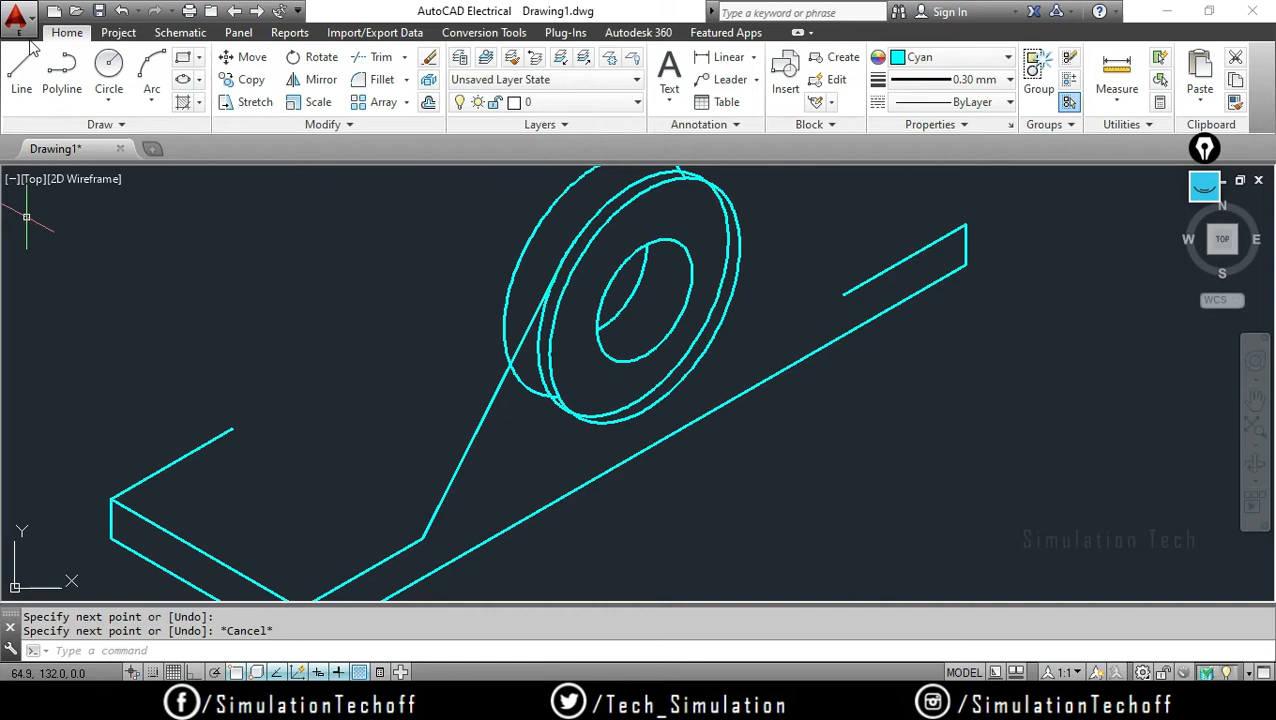 AutoCAD Electrical Drawing1.dwg
Type a keyword or phrase
Sign In
E
Home Project Schematic Panel Reports Import/Export Data Conversion Tools Plug-Ins Autodesk 360 Featured Apps
Move Rotate Trim Unsaved Layer State Linear Create Cyan
Line Polyline Circle Arc Copy Mirror Fillet Text Leader Insert Edit 0.30 mm Group Measure Paste
Stretch Scale Array 0 Table ByLayer
Draw Modify Layers Annotation Block Properties Groups Utilities Clipboard
Drawing1*
[−][Top][2D Wireframe]
N
W TOP E
S
WCS
Y
X
Simulation Tech
Specify next point or [Undo]:
Specify next point or [Undo]: *Cancel*
Type a command
64.9, 132.0, 0.0
MODEL
1:1
/SimulationTechoff /Tech_Simulation /SimulationTechoff